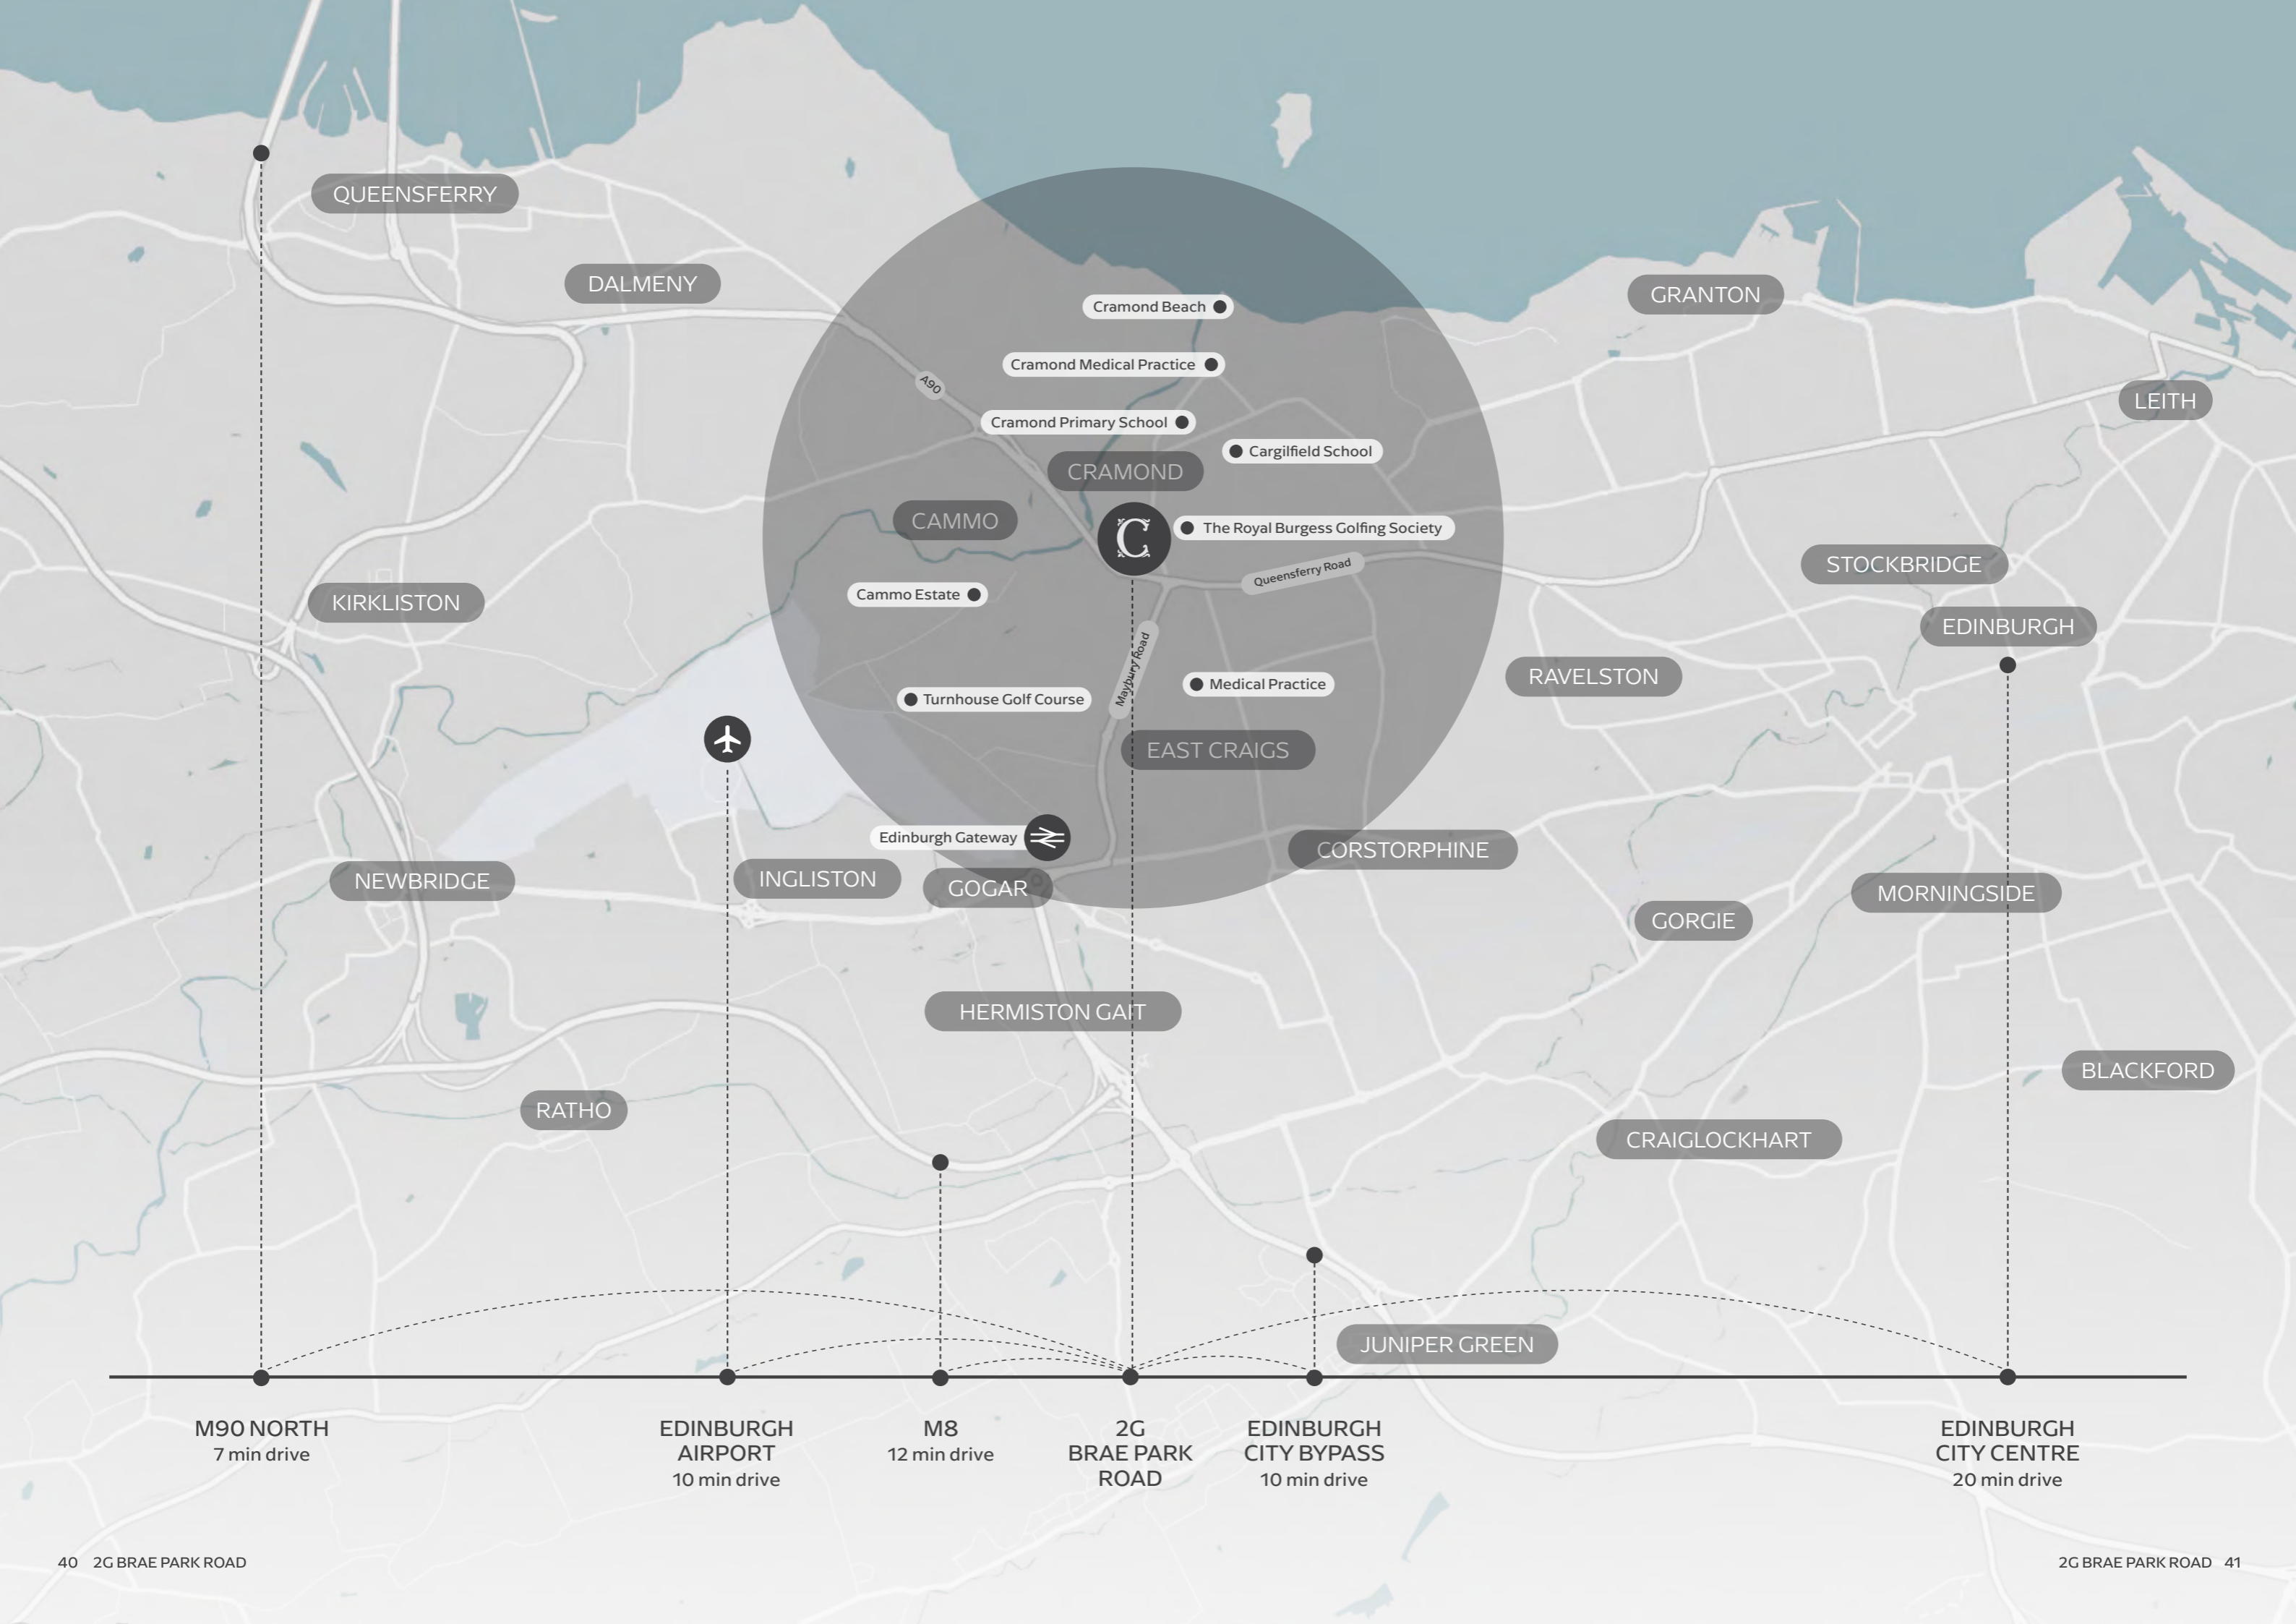 QUEENSFERRY
DALMENY
GRANTON
Cramond Beach
Cramond Medical Practice
A90
LEITH
Cramond Primary School
Cargilfield School
CRAMOND
CAMMO
C
The Royal Burgess Golfing Society
Queensferry Road
STOCKBRIDGE
Cammo Estate
KIRKLISTON
EDINBURGH
Maybury Road
RAVELSTON
Medical Practice
Turnhouse Golf Course
EAST CRAIGS
Edinburgh Gateway
CORSTORPHINE
NEWBRIDGE
INGLISTON
GOGAR
MORNINGSIDE
GORGIE
HERMISTON GAIT
BLACKFORD
RATHO
CRAIGLOCKHART
JUNIPER GREEN
M90 NORTH
7 min drive
EDINBURGH
AIRPORT
10 min drive
M8
12 min drive
2G
BRAE PARK
ROAD
EDINBURGH
CITY BYPASS
10 min drive
EDINBURGH
CITY CENTRE
20 min drive
40 2G BRAE PARK ROAD
2G BRAE PARK ROAD 41